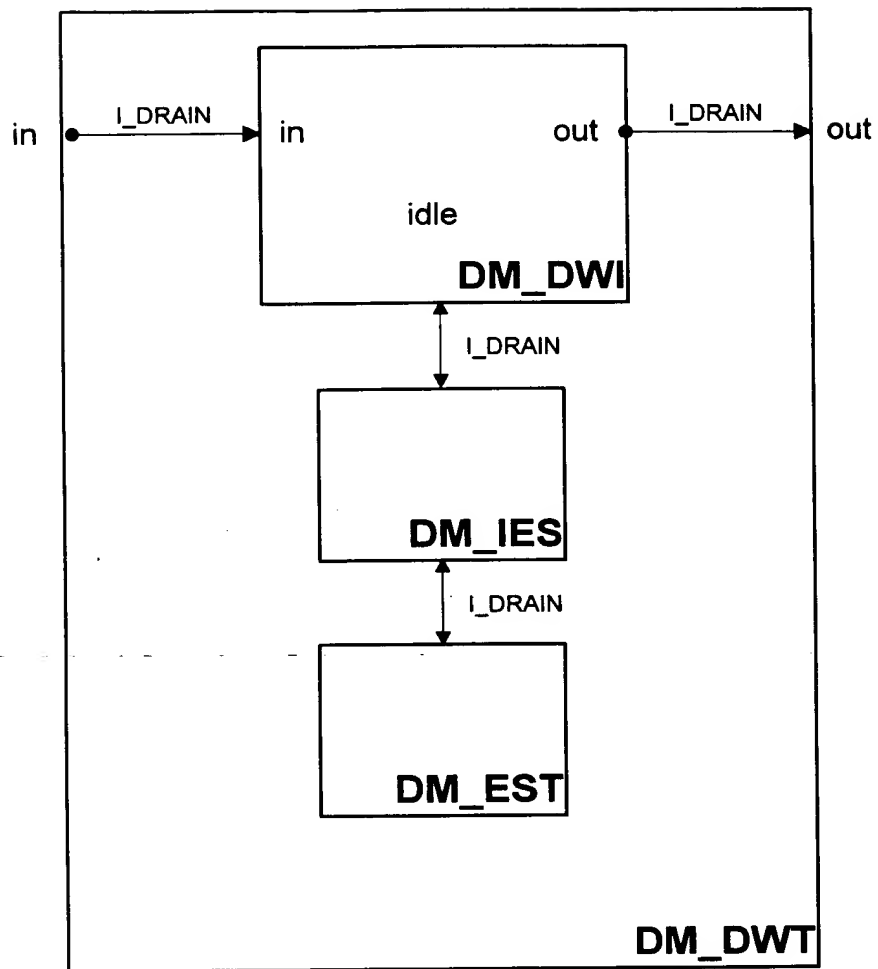 I_DRAIN
I_DRAIN
in
in
out
out
idle
DM_DWI
I_DRAIN
DM_IES
I_DRAIN
DM_EST
DM_DWT